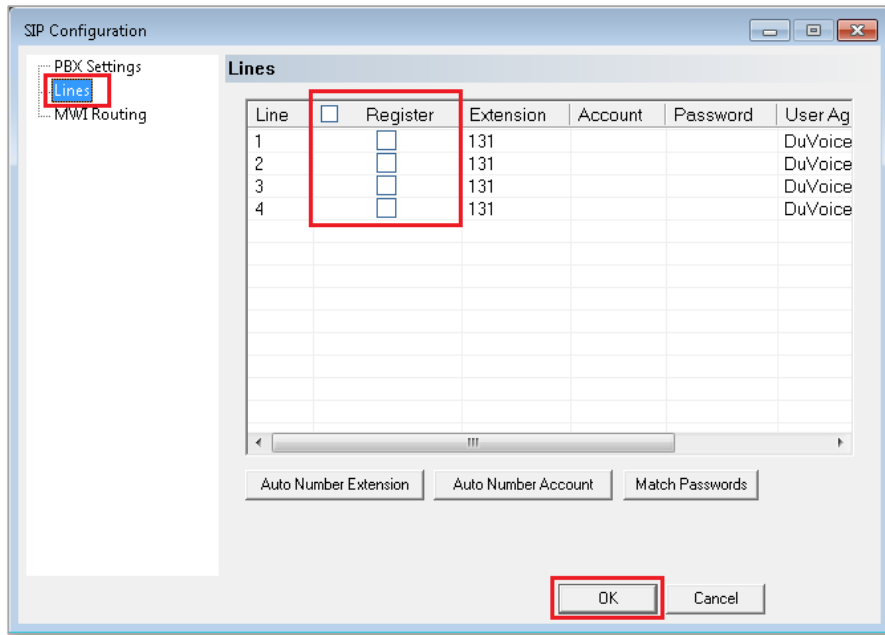 SIP Configuration
PBX Settings
Lines
MWI Routing
Lines
Line Register Extension Account Password User Ag
1 131 DuVoice
2 131 DuVoice
3 131 DuVoice
4 131 DuVoice
Auto Number Extension Auto Number Account Match Passwords
OK Cancel